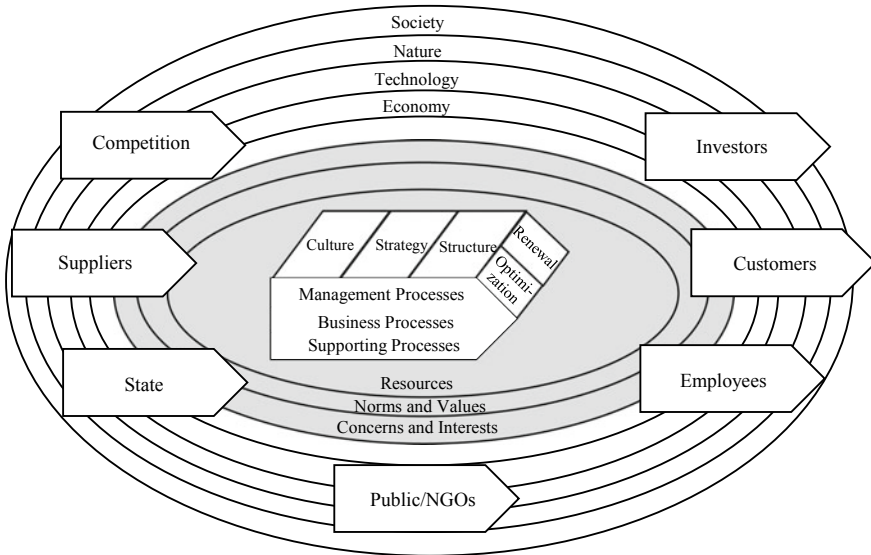 Society
Nature
Technology
Economy
Competition
Investors
Suppliers
Culture
Strategy
Structure
Renewal
Optimi-
zation
Customers
Management Processes
Business Processes
Supporting Processes
State
Resources
Employees
Norms and Values
Concerns and Interests
Public/NGOs